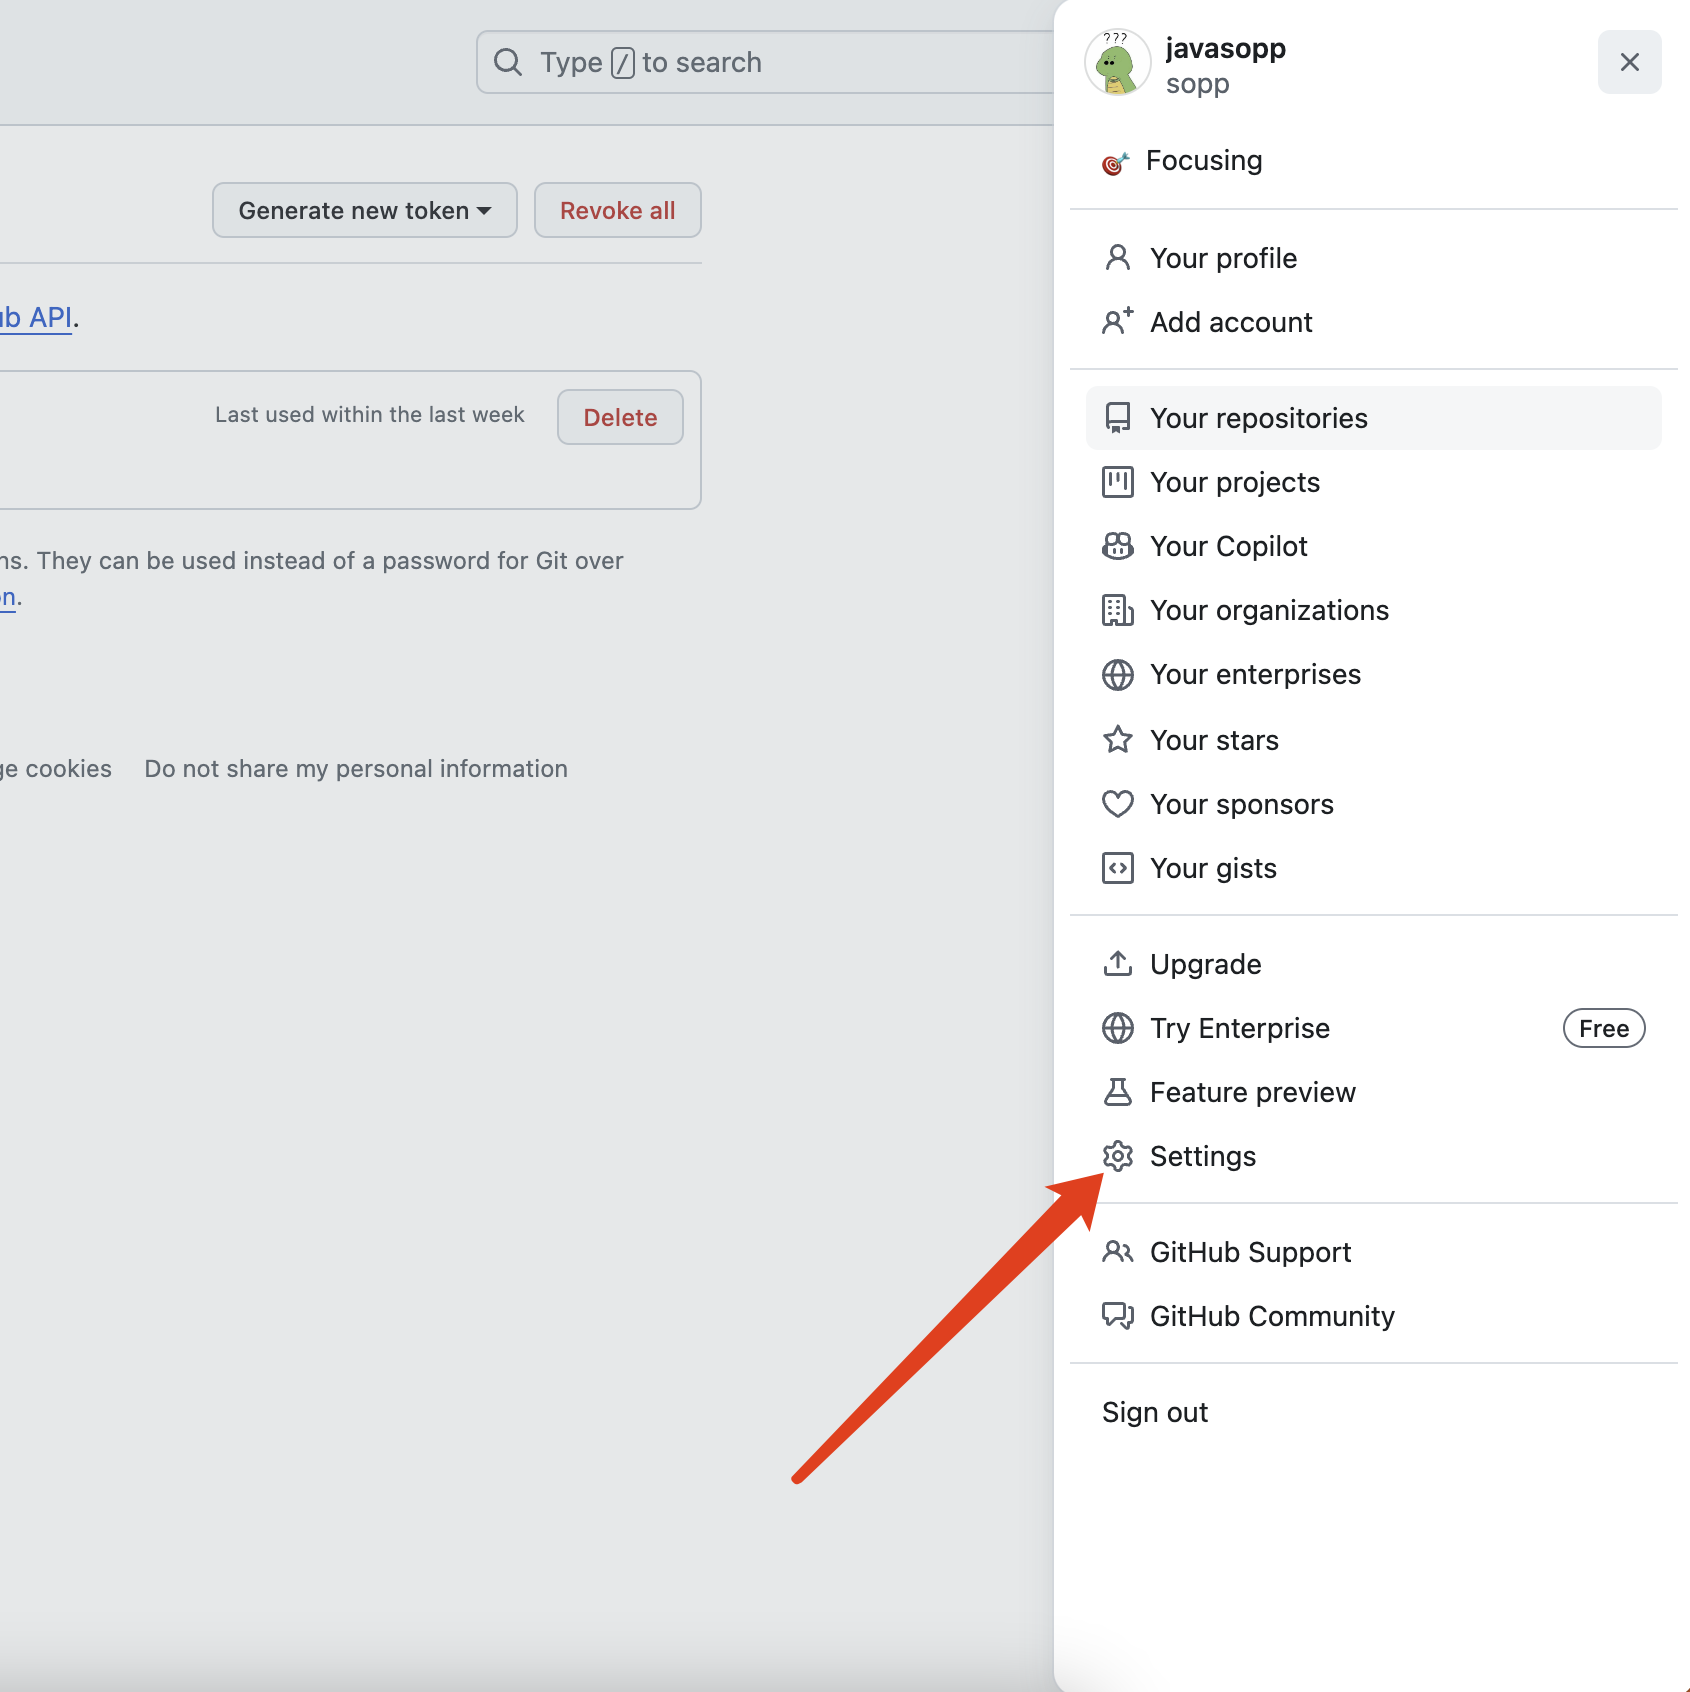 Type / to search
Generate new token
Revoke all
ub API.
Last used within the last week
Delete
ns. They can be used instead of a password for Git over
on.
ge cookies
Do not share my personal information
???
javasopp
sopp
Focusing
Your profile
Add account
Your repositories
Your projects
Your Copilot
Your organizations
Your enterprises
Your stars
Your sponsors
Your gists
Upgrade
Try Enterprise
Free
Feature preview
Settings
GitHub Support
GitHub Community
Sign out